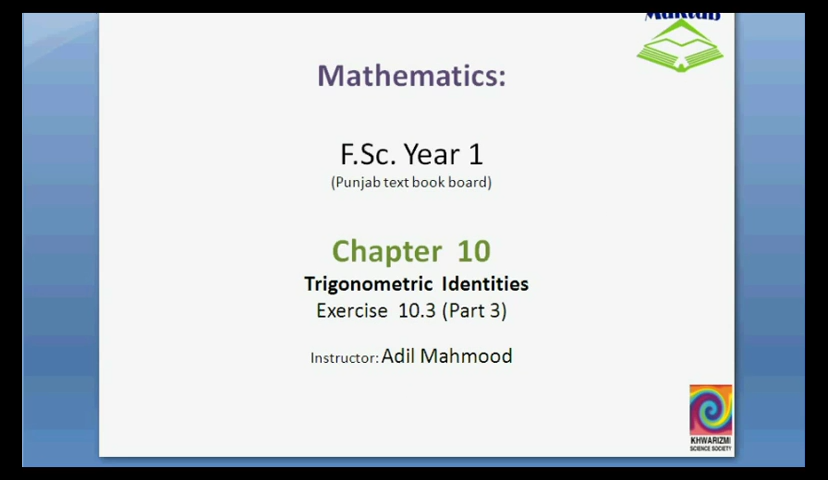 Maktab
Mathematics:
F.Sc. Year 1
(Punjab text book board)
Chapter 10
Trigonometric Identities
Exercise 10.3 (Part 3)
Instructor: Adil Mahmood
KHWARIZMI
SCIENCE SOCIETY